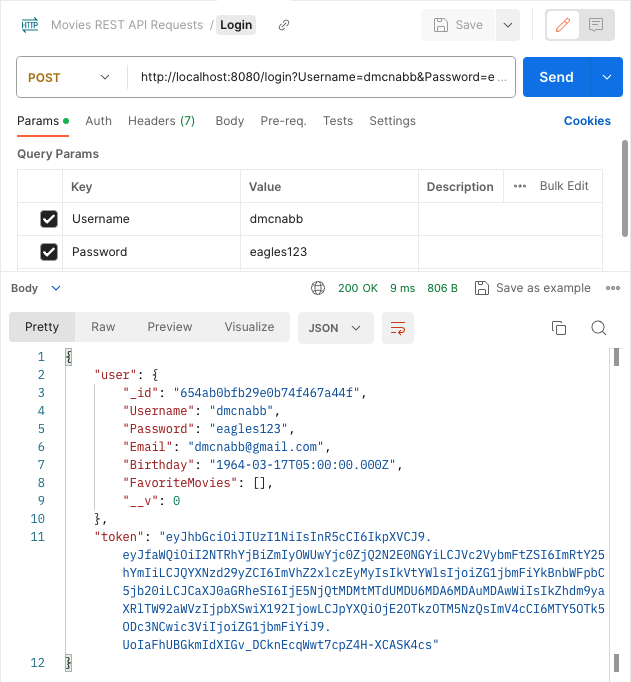 HTTP Movies REST API Requests / Login Save
POST http://localhost:8080/login?Username=dmcnabb&Password=e ... Send
Params Auth Headers (7) Body Pre-req. Tests Settings Cookies
Query Params
Key Value Description ••• Bulk Edit
Username dmcnabb
Password eagles123
Body 200 OK 9 ms 806 B Save as example •••
Pretty Raw Preview Visualize JSON
1 {
2 "user": {
3 "_id": "654ab0bfb29e0b74f467a44f",
4 "Username": "dmcnabb",
5 "Password": "eagles123",
6 "Email": "dmcnabb@gmail.com",
7 "Birthday": "1964-03-17T05:00:00.000Z",
8 "FavoriteMovies": [],
9 "__v": 0
10 },
11 "token": "eyJhbGciOiJIUzI1NiIsInR5cCI6IkpXVCJ9.
eyJfaWQiOiI2NTRhYjBiZmIyOWUwYjc0ZjQ2N2E0NGYiLCJVc2VybmFtZSI6ImRtY25
hYmIiLCJQYXNzd29yZCI6ImVhZ2xlczEyMyIsIkVtYWlsIjoiZG1jbmFiYkBnbWFpbC
5jb20iLCJCaXJ0aGRheSI6IjE5NjQtMDMtMTdUMDU6MDA6MDAuMDAwWiIsIkZhdm9ya
XRlTW92aWVzIjpbXSwiX192IjowLCJpYXQiOjE2OTkzOTM5NzQsImV4cCI6MTY5OTk5
ODc3NCwic3ViIjoiZG1jbmFiYiJ9.
UoIaFhUBGkmIdXIGv_DCknEcqWwt7cpZ4H-XCASK4cs"
12 }